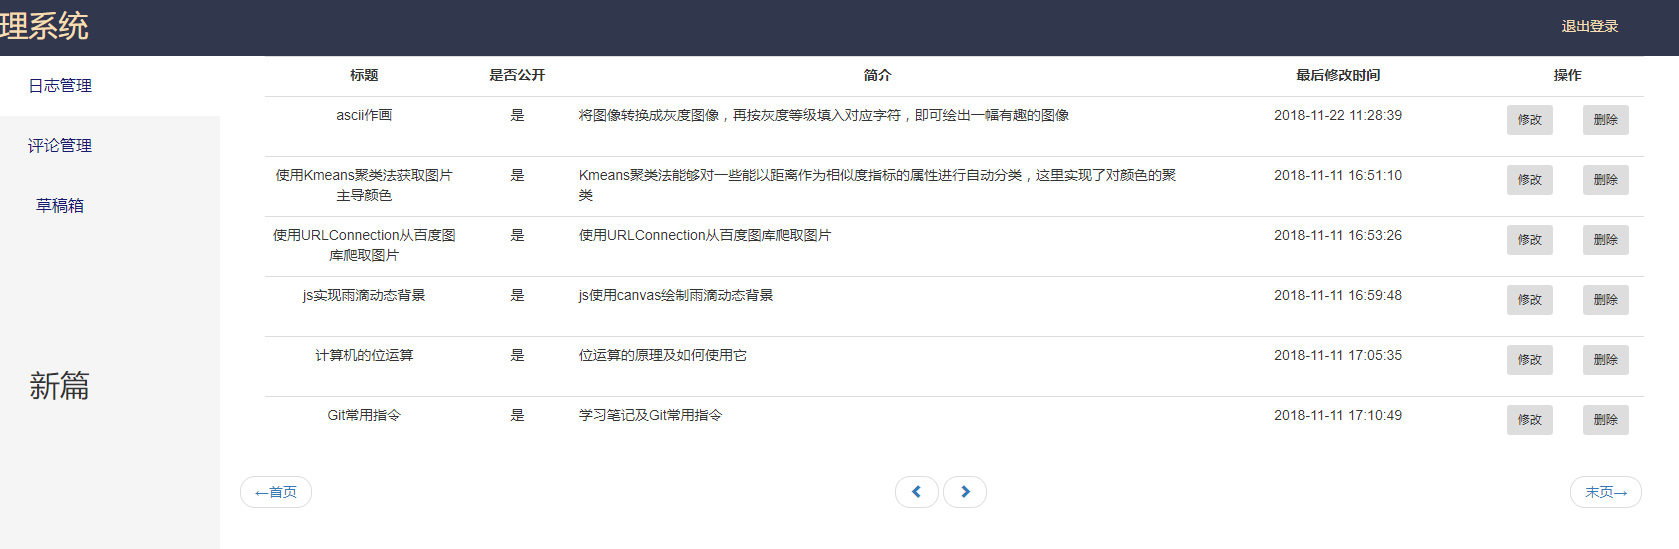 理系统
退出登录
日志管理
评论管理
草稿箱
新篇
标题 是否公开 简介 最后修改时间 操作
ascii作画 是 将图像转换成灰度图像，再按灰度等级填入对应字符，即可绘出一幅有趣的图像 2018-11-22 11:28:39 修改 删除
使用Kmeans聚类法获取图片 是 Kmeans聚类法能够对一些能以距离作为相似度指标的属性进行自动分类，这里实现了对颜色的聚 2018-11-11 16:51:10 修改 删除
主导颜色 类
使用URLConnection从百度图 是 使用URLConnection从百度图库爬取图片 2018-11-11 16:53:26 修改 删除
库爬取图片
js实现雨滴动态背景 是 js使用canvas绘制雨滴动态背景 2018-11-11 16:59:48 修改 删除
计算机的位运算 是 位运算的原理及如何使用它 2018-11-11 17:05:35 修改 删除
Git常用指令 是 学习笔记及Git常用指令 2018-11-11 17:10:49 修改 删除
←首页 末页→